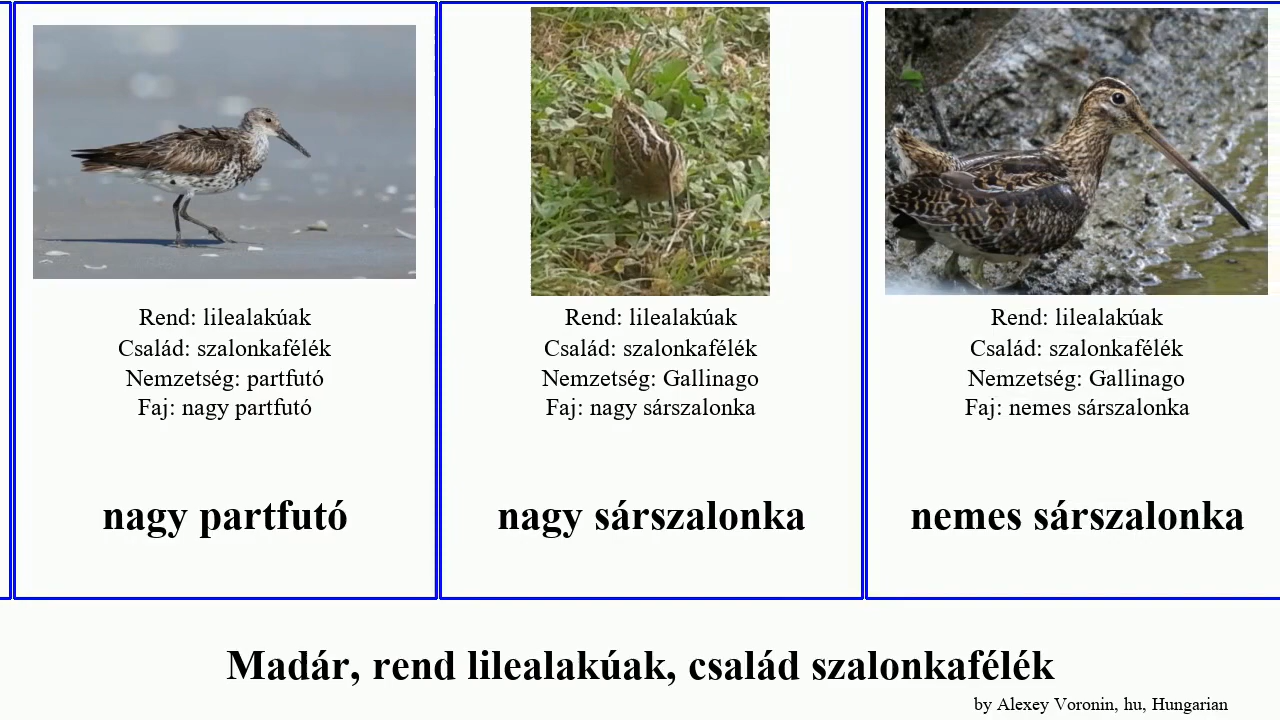 Rend: lilealakúak
Család: szalonkafélék
Nemzetség: partfutó
Faj: nagy partfutó
nagy partfutó
Rend: lilealakúak
Család: szalonkafélék
Nemzetség: Gallinago
Faj: nagy sárszalonka
nagy sárszalonka
Rend: lilealakúak
Család: szalonkafélék
Nemzetség: Gallinago
Faj: nemes sárszalonka
nemes sárszalonka
Madár, rend lilealakúak, család szalonkafélék
by Alexey Voronin, hu, Hungarian